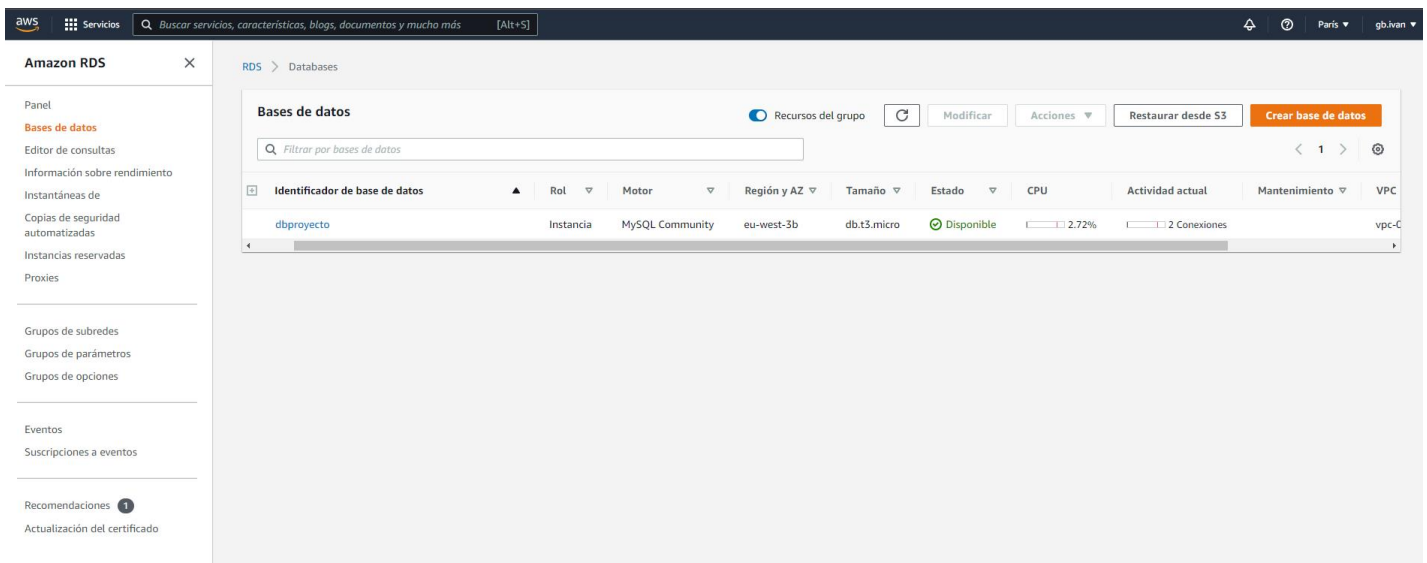 aws Servicios Buscar servicios, características, blogs, documentos y mucho más [Alt+S] París gb.ivan
Amazon RDS
Panel
Bases de datos
Editor de consultas
Información sobre rendimiento
Instantáneas de
Copias de seguridad
automatizadas
Instancias reservadas
Proxies
Grupos de subredes
Grupos de parámetros
Grupos de opciones
Eventos
Suscripciones a eventos
Recomendaciones 1
Actualización del certificado
RDS > Databases
Bases de datos Recursos del grupo Modificar Acciones Restaurar desde S3 Crear base de datos
Filtrar por bases de datos < 1 >
Identificador de base de datos Rol Motor Región y AZ Tamaño Estado CPU Actividad actual Mantenimiento VPC
dbproyecto Instancia MySQL Community eu-west-3b db.t3.micro Disponible 2.72% 2 Conexiones